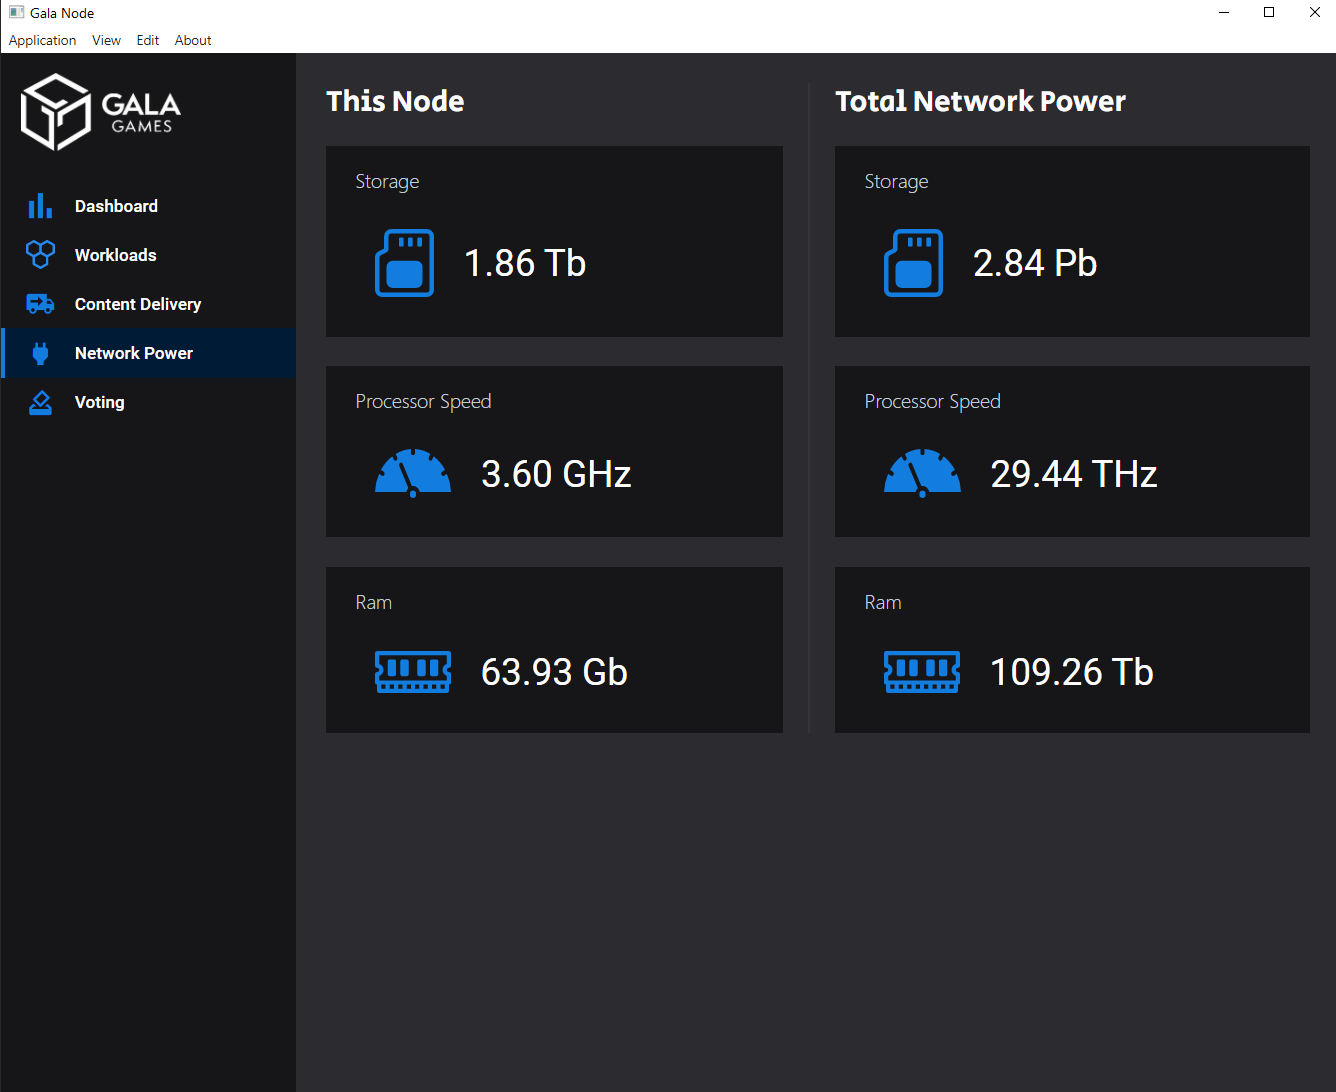 Gala Node
Application View Edit About
GALA
GAMES
Dashboard
Workloads
Content Delivery
Network Power
Voting
This Node
Storage
1.86 Tb
Processor Speed
3.60 GHz
Ram
63.93 Gb
Total Network Power
Storage
2.84 Pb
Processor Speed
29.44 THz
Ram
109.26 Tb